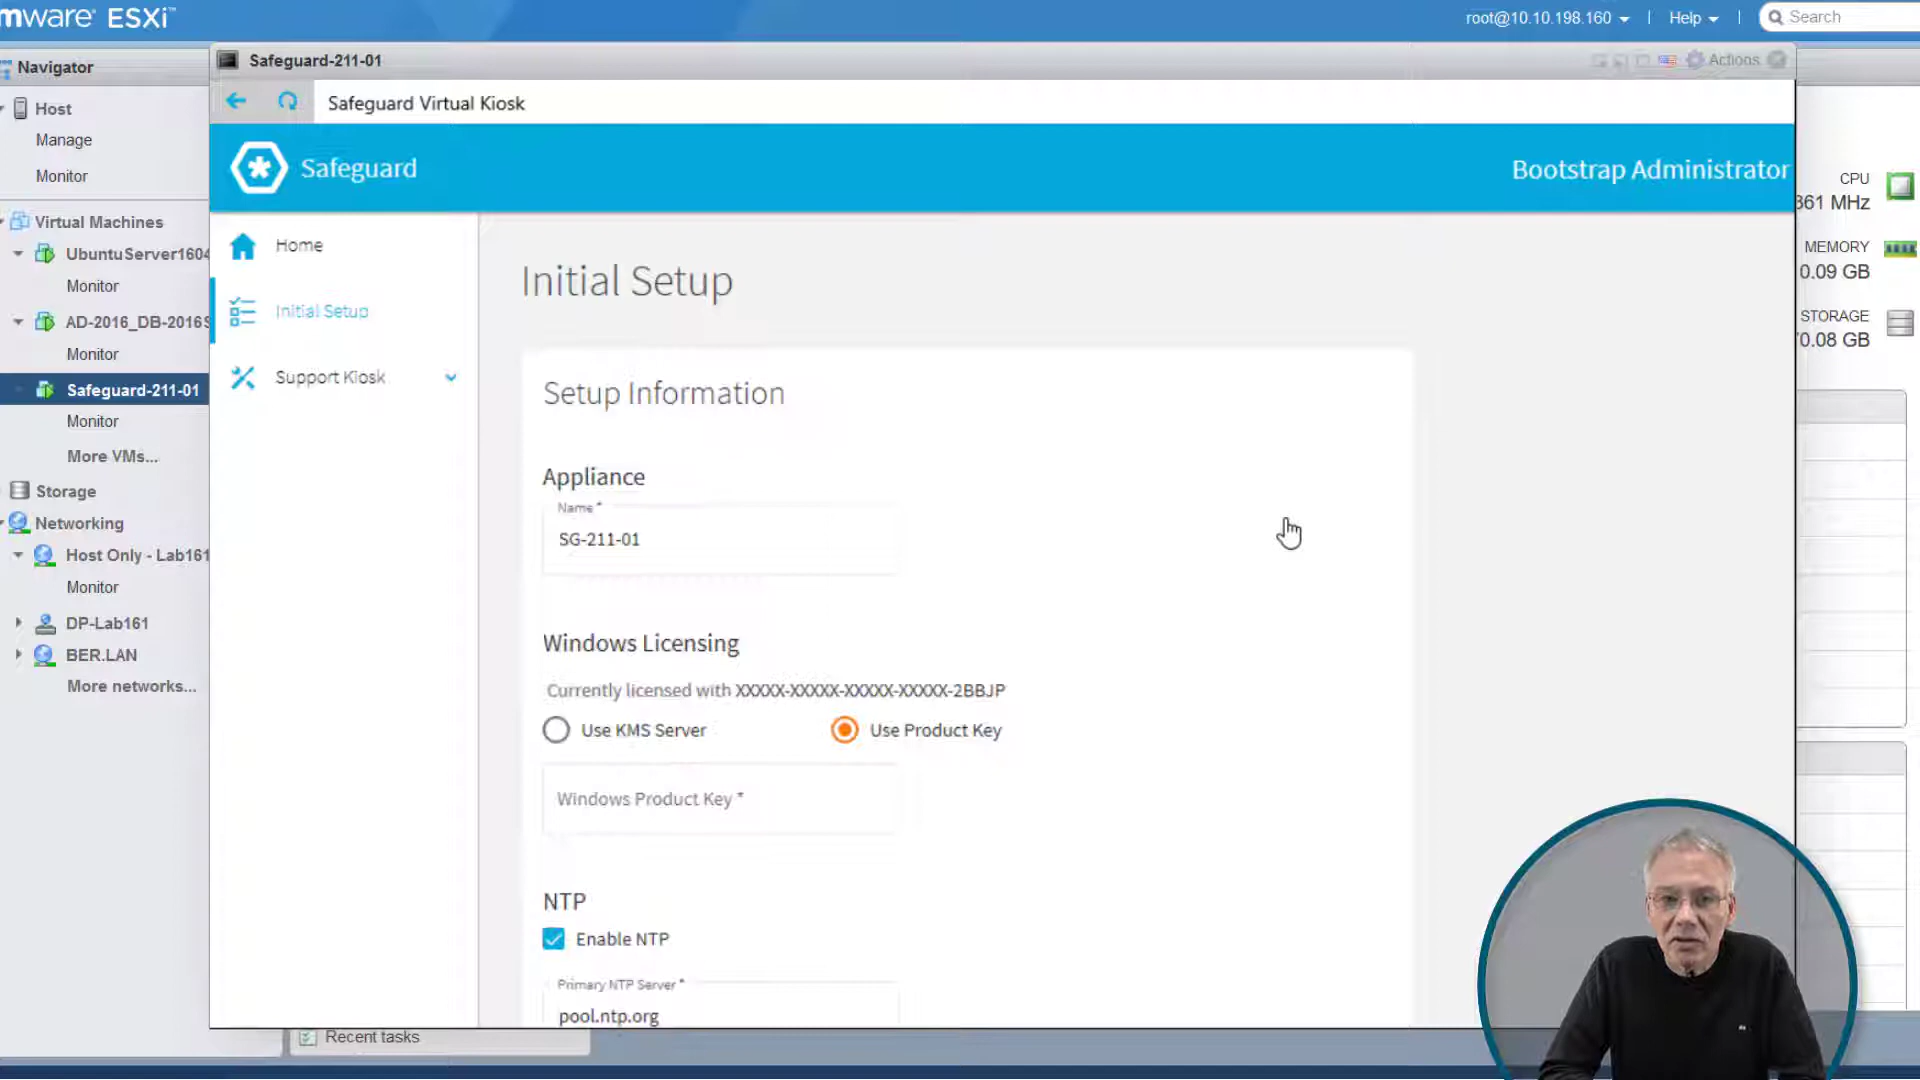 mware ESXi™
root@10.10.198.160
Help
Search
Navigator
Host
Manage
Monitor
Virtual Machines
UbuntuServer1604
Monitor
AD-2016_DB-2016S
Monitor
Safeguard-211-01
Monitor
More VMs...
Storage
Networking
Host Only - Lab161
Monitor
DP-Lab161
BER.LAN
More networks...
Safeguard-211-01
Actions
Safeguard Virtual Kiosk
Safeguard
Bootstrap Administrator
Home
Initial Setup
Support Kiosk
Initial Setup
Setup Information
Appliance
Name *
SG-211-01
Windows Licensing
Currently licensed with XXXXX-XXXXX-XXXXX-XXXXX-2BBJP
Use KMS Server
Use Product Key
Windows Product Key *
NTP
Enable NTP
Primary NTP Server *
pool.ntp.org
CPU
361 MHz
MEMORY
0.09 GB
STORAGE
0.08 GB
Recent tasks